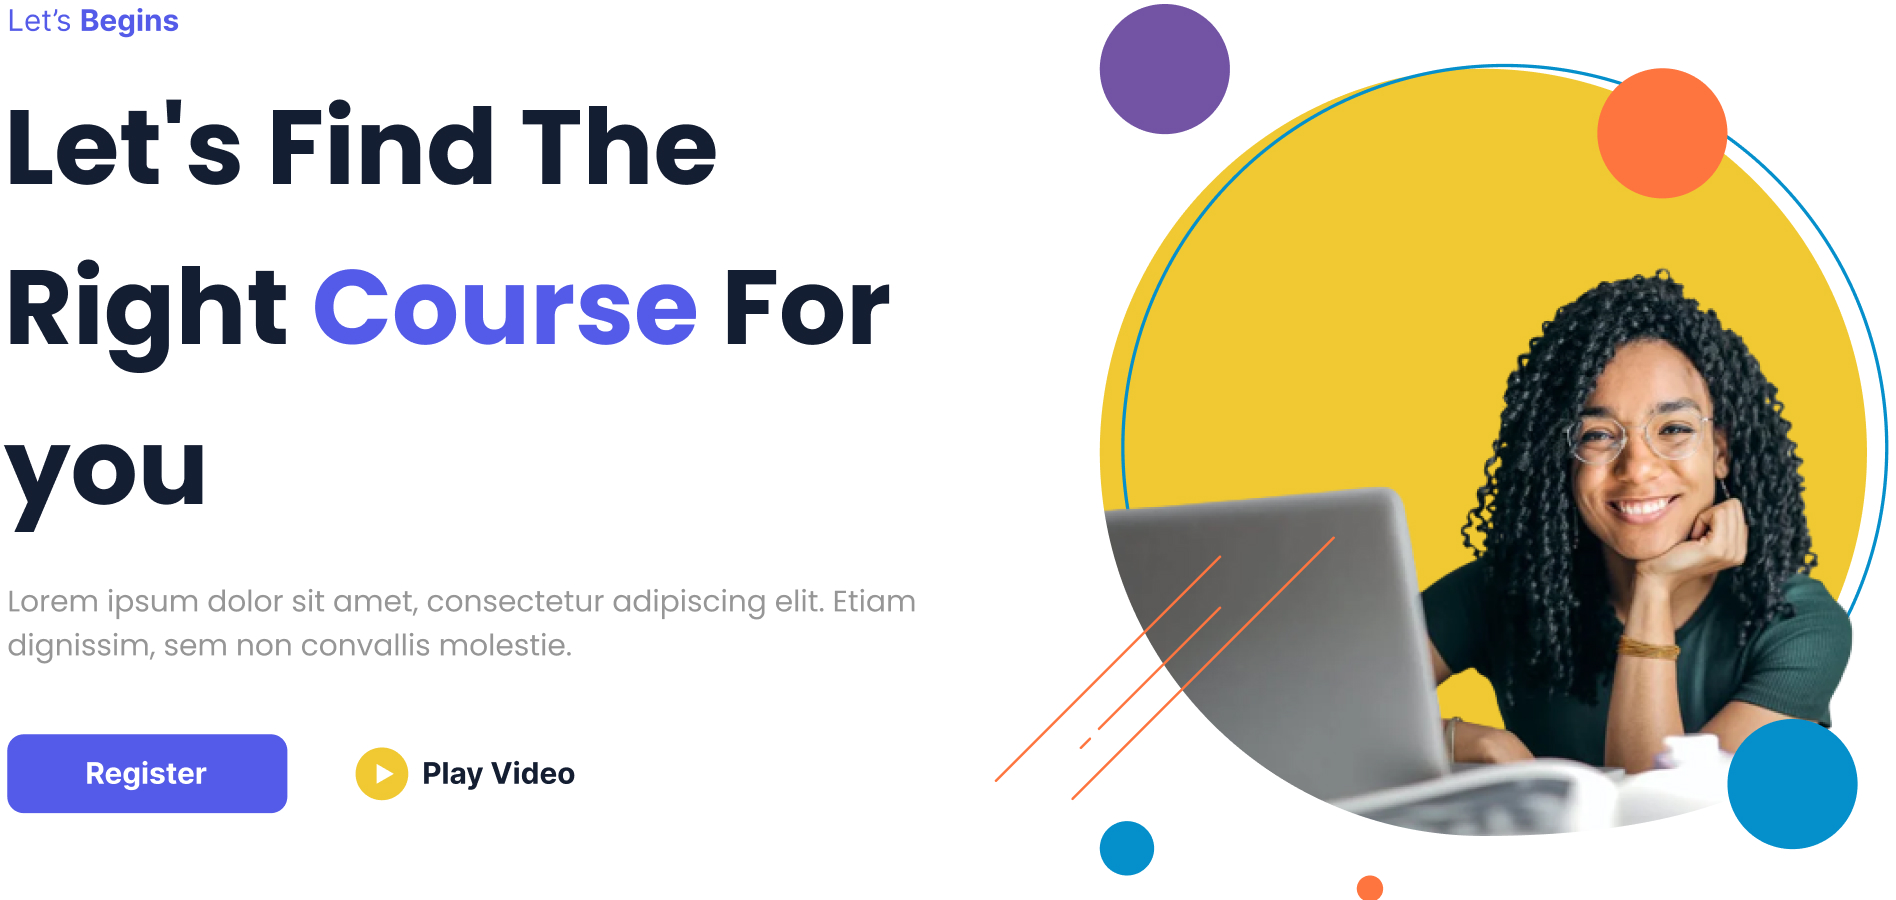 Let’s Begins
Let's Find The
Right Course For
you
Lorem ipsum dolor sit amet, consectetur adipiscing elit. Etiam
dignissim, sem non convallis molestie.
Register
Play Video